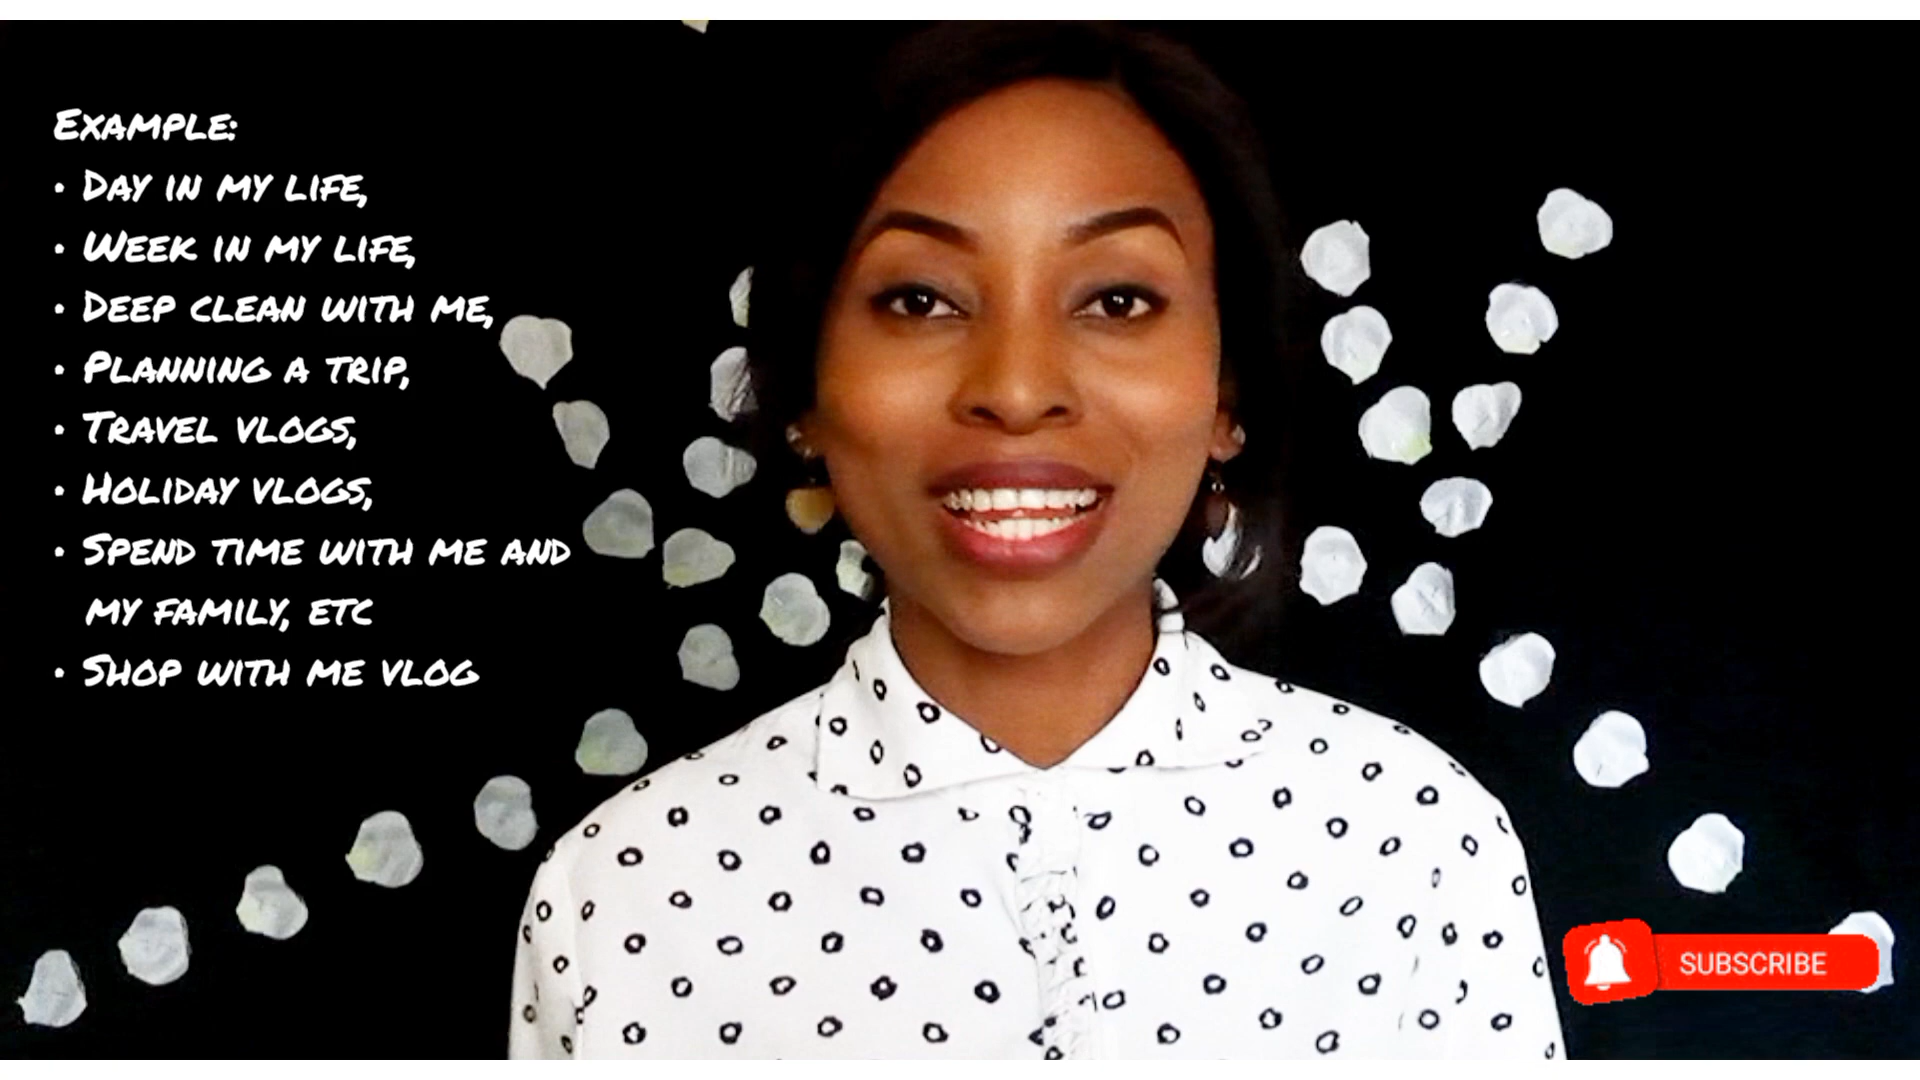 Example:
• Day in my life,
• Week in my life,
• Deep clean with me,
• Planning a trip,
• Travel vlogs,
• Holiday vlogs,
• Spend time with me and
my family, etc
• Shop with me vlog
SUBSCRIBE